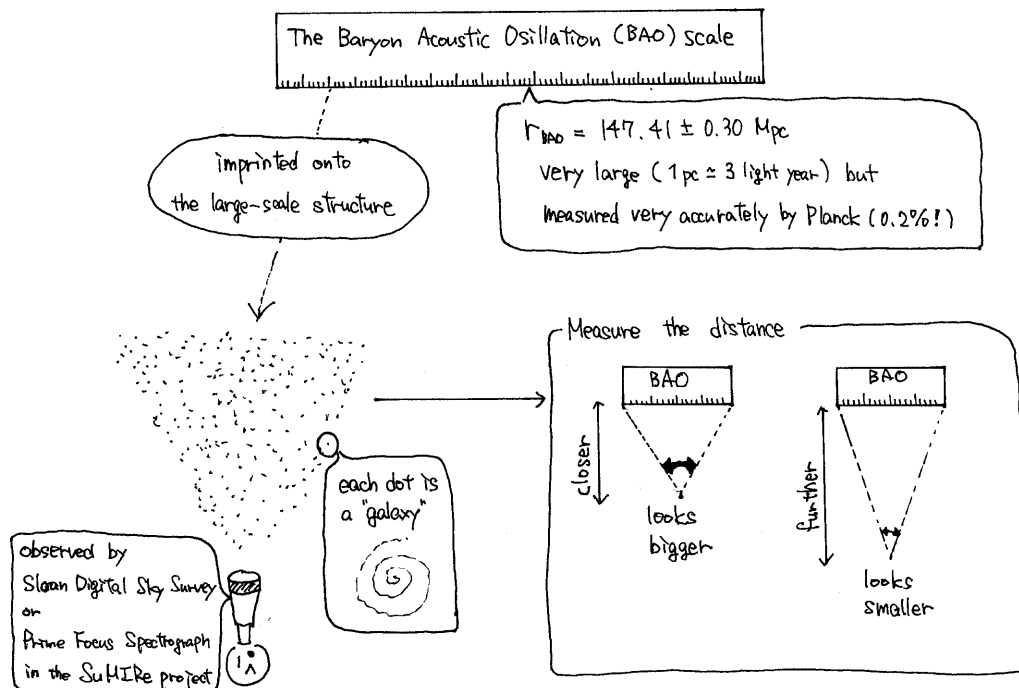 The Baryon Acoustic Osillation (BAO) scale
r_BAO = 147.41 ± 0.30 Mpc
very large (1pc ≃ 3 light year) but
measured very accurately by Planck (0.2%!)
imprinted onto
the large-scale structure
Measure the distance
BAO
closer
looks
bigger
BAO
further
looks
smaller
each dot is
a "galaxy"
observed by
Sloan Digital Sky Survey
or
Prime Focus Spectrograph
in the SuMIRe project